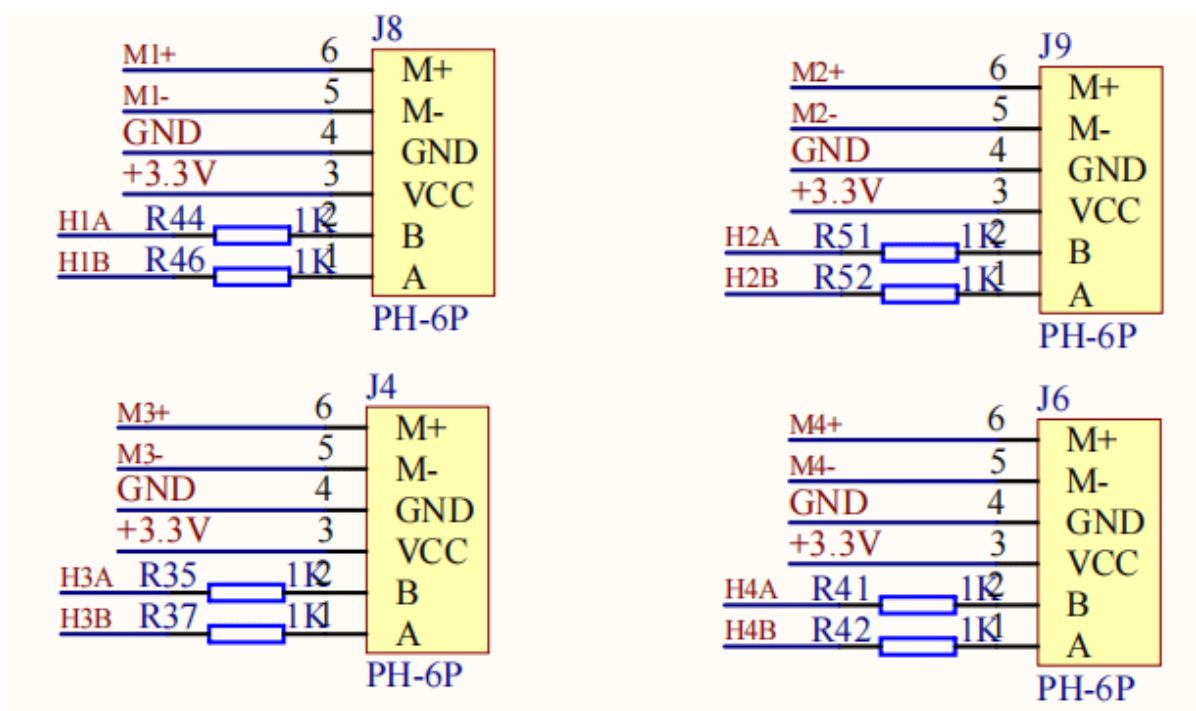 J8
M1+ 6 M+
M1- 5 M-
GND 4 GND
+3.3V 3 VCC
H1A R44 1K 2 B
H1B R46 1K 1 A
PH-6P
J9
M2+ 6 M+
M2- 5 M-
GND 4 GND
+3.3V 3 VCC
H2A R51 1K 2 B
H2B R52 1K 1 A
PH-6P
J4
M3+ 6 M+
M3- 5 M-
GND 4 GND
+3.3V 3 VCC
H3A R35 1K 2 B
H3B R37 1K 1 A
PH-6P
J6
M4+ 6 M+
M4- 5 M-
GND 4 GND
+3.3V 3 VCC
H4A R41 1K 2 B
H4B R42 1K 1 A
PH-6P